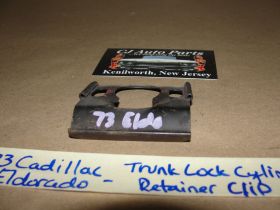 CJ Auto Parts
Kenilworth, New Jersey
73 Eldo
73 Cadillac Eldorado - Trunk Lock Cylin
Retainer Clip